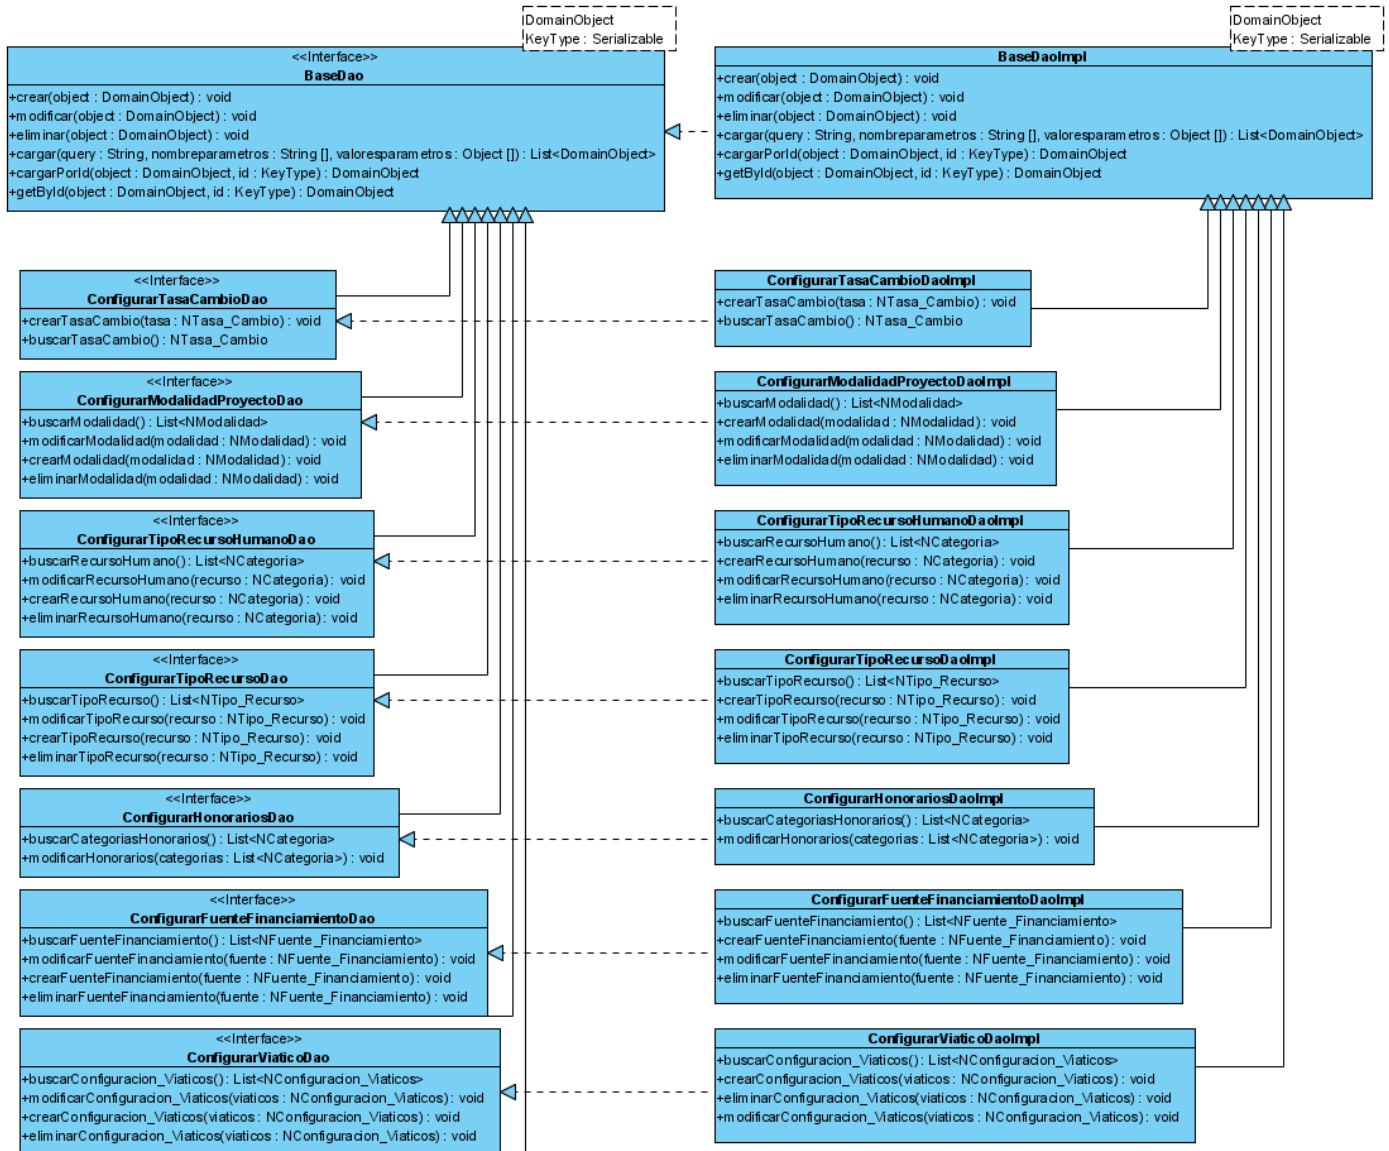 DomainObject
KeyType : Serializable
<<Interface>>
BaseDao
+crear(object : DomainObject) : void
+modificar(object : DomainObject) : void
+eliminar(object : DomainObject) : void
+cargar(query : String, nombreparametros : String [], valoresparametros : Object []) : List<DomainObject>
+cargarPorId(object : DomainObject, id : KeyType) : DomainObject
+getById(object : DomainObject, id : KeyType) : DomainObject
DomainObject
KeyType : Serializable
BaseDaoImpl
+crear(object : DomainObject) : void
+modificar(object : DomainObject) : void
+eliminar(object : DomainObject) : void
+cargar(query : String, nombreparametros : String [], valoresparametros : Object []) : List<DomainObject>
+cargarPorId(object : DomainObject, id : KeyType) : DomainObject
+getById(object : DomainObject, id : KeyType) : DomainObject
<<Interface>>
ConfigurarTasaCambioDao
+crearTasaCambio(tasa : NTasa_Cambio) : void
+buscarTasaCambio() : NTasa_Cambio
ConfigurarTasaCambioDaoImpl
+crearTasaCambio(tasa : NTasa_Cambio) : void
+buscarTasaCambio() : NTasa_Cambio
<<Interface>>
ConfigurarModalidadProyectoDao
+buscarModalidad() : List<NModalidad>
+modificarModalidad(modalidad : NModalidad) : void
+crearModalidad(modalidad : NModalidad) : void
+eliminarModalidad(modalidad : NModalidad) : void
ConfigurarModalidadProyectoDaoImpl
+buscarModalidad() : List<NModalidad>
+crearModalidad(modalidad : NModalidad) : void
+modificarModalidad(modalidad : NModalidad) : void
+eliminarModalidad(modalidad : NModalidad) : void
<<Interface>>
ConfigurarTipoRecursoHumanoDao
+buscarRecursoHumano() : List<NCategoria>
+modificarRecursoHumano(recurso : NCategoria) : void
+crearRecursoHumano(recurso : NCategoria) : void
+eliminarRecursoHumano(recurso : NCategoria) : void
ConfigurarTipoRecursoHumanoDaoImpl
+buscarRecursoHumano() : List<NCategoria>
+crearRecursoHumano(recurso : NCategoria) : void
+modificarRecursoHumano(recurso : NCategoria) : void
+eliminarRecursoHumano(recurso : NCategoria) : void
<<Interface>>
ConfigurarTipoRecursoDao
+buscarTipoRecurso() : List<NTipo_Recurso>
+modificarTipoRecurso(recurso : NTipo_Recurso) : void
+crearTipoRecurso(recurso : NTipo_Recurso) : void
+eliminarTipoRecurso(recurso : NTipo_Recurso) : void
ConfigurarTipoRecursoDaoImpl
+buscarTipoRecurso() : List<NTipo_Recurso>
+crearTipoRecurso(recurso : NTipo_Recurso) : void
+modificarTipoRecurso(recurso : NTipo_Recurso) : void
+eliminarTipoRecurso(recurso : NTipo_Recurso) : void
<<Interface>>
ConfigurarHonorariosDao
+buscarCategoriasHonorarios() : List<NCategoria>
+modificarHonorarios(categorias : List<NCategoria>) : void
ConfigurarHonorariosDaoImpl
+buscarCategoriasHonorarios() : List<NCategoria>
+modificarHonorarios(categorias : List<NCategoria>) : void
<<Interface>>
ConfigurarFuenteFinanciamientoDao
+buscarFuenteFinanciamiento() : List<NFuente_Financiamiento>
+modificarFuenteFinanciamiento(fuente : NFuente_Financiamiento) : void
+crearFuenteFinanciamiento(fuente : NFuente_Financiamiento) : void
+eliminarFuenteFinanciamiento(fuente : NFuente_Financiamiento) : void
ConfigurarFuenteFinanciamientoDaoImpl
+buscarFuenteFinanciamiento() : List<NFuente_Financiamiento>
+crearFuenteFinanciamiento(fuente : NFuente_Financiamiento) : void
+modificarFuenteFinanciamiento(fuente : NFuente_Financiamiento) : void
+eliminarFuenteFinanciamiento(fuente : NFuente_Financiamiento) : void
<<Interface>>
ConfigurarViaticoDao
+buscarConfiguracion_Viaticos() : List<NConfiguracion_Viaticos>
+modificarConfiguracion_Viaticos(viaticos : NConfiguracion_Viaticos) : void
+crearConfiguracion_Viaticos(viaticos : NConfiguracion_Viaticos) : void
+eliminarConfiguracion_Viaticos(viaticos : NConfiguracion_Viaticos) : void
ConfigurarViaticoDaoImpl
+buscarConfiguracion_Viaticos() : List<NConfiguracion_Viaticos>
+crearConfiguracion_Viaticos(viaticos : NConfiguracion_Viaticos) : void
+eliminarConfiguracion_Viaticos(viaticos : NConfiguracion_Viaticos) : void
+modificarConfiguracion_Viaticos(viaticos : NConfiguracion_Viaticos) : void